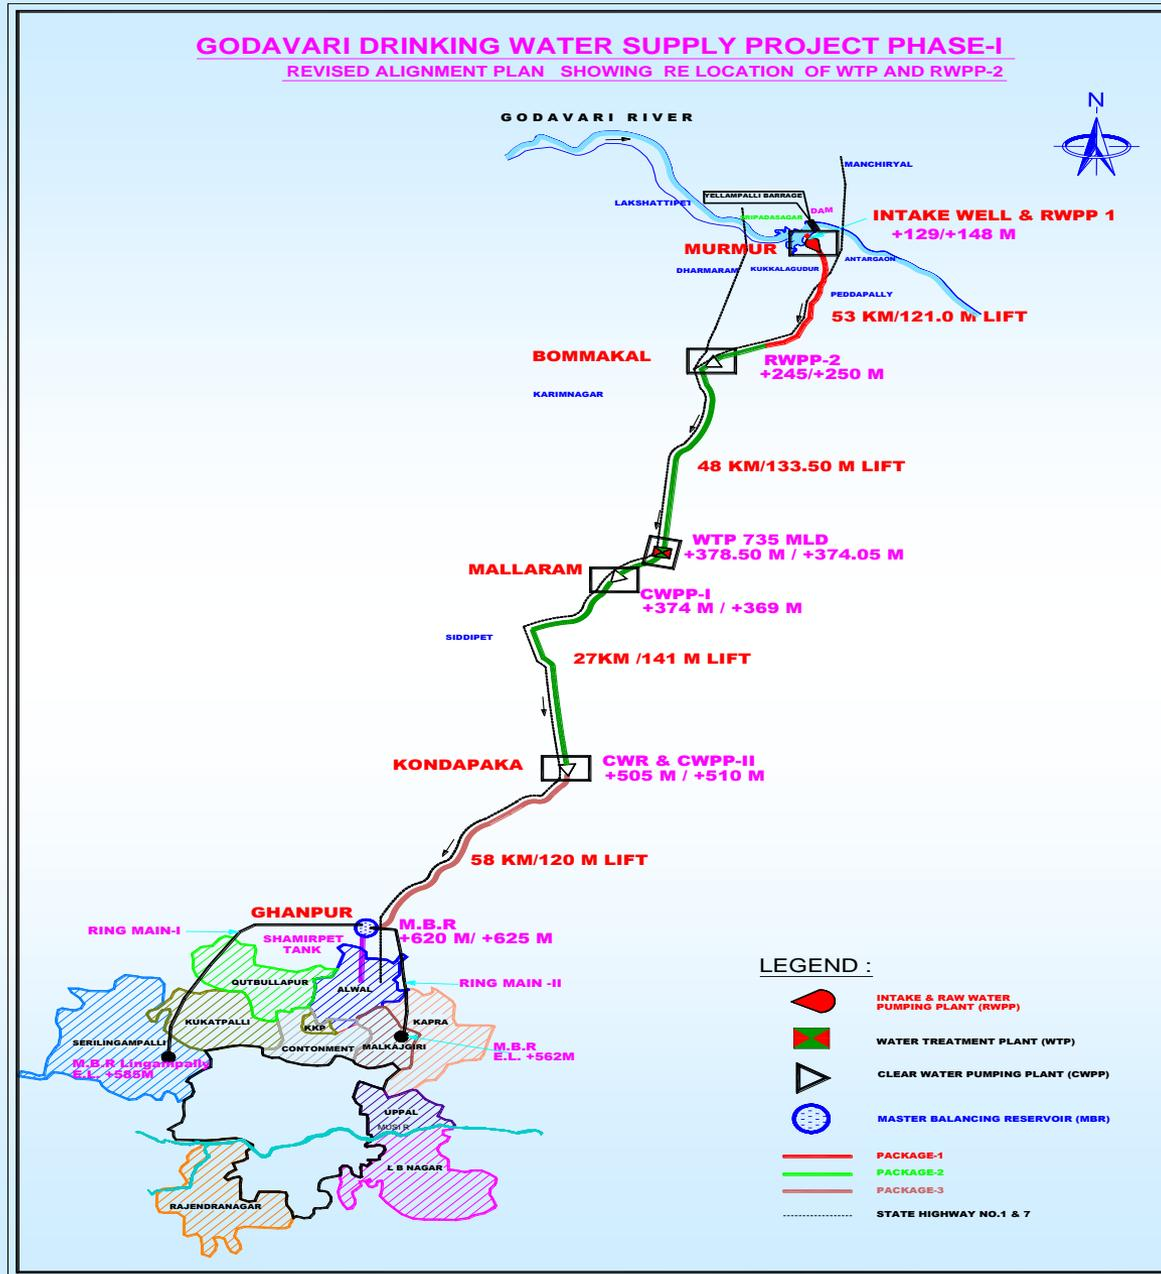 GODAVARI DRINKING WATER SUPPLY PROJECT PHASE-I
REVISED ALIGNMENT PLAN SHOWING RE LOCATION OF WTP AND RWPP-2
GODAVARI RIVER
N
MANCHIRYAL
YELLAMPALLI BARRAGE
LAKSHATTIPET
SRIPADASAGAR
DAM
INTAKE WELL & RWPP 1
+129/+148 M
MURMUR
ANTARGAON
DHARMARAM
KUKKALAGUDUR
PEDDAPALLY
53 KM/121.0 M LIFT
BOMMAKAL
RWPP-2
+245/+250 M
KARIMNAGAR
48 KM/133.50 M LIFT
WTP 735 MLD
+378.50 M / +374.05 M
MALLARAM
CWPP-I
+374 M / +369 M
SIDDIPET
27KM /141 M LIFT
KONDAPAKA
CWR & CWPP-II
+505 M / +510 M
58 KM/120 M LIFT
GHANPUR
M.B.R
+620 M/ +625 M
RING MAIN-I
SHAMIRPET
TANK
QUTBULLAPUR
ALWAL
RING MAIN -II
KUKATPALLI
KKP
KAPRA
SERILINGAMPALLI
CONTONMENT
MALKAJGIRI
M.B.R
E.L. +562M
M.B.R Lingampally
E.L. +585M
UPPAL
MUSI R
L B NAGAR
RAJENDRANAGAR
LEGEND :
INTAKE & RAW WATER
PUMPING PLANT (RWPP)
WATER TREATMENT PLANT (WTP)
CLEAR WATER PUMPING PLANT (CWPP)
MASTER BALANCING RESERVOIR (MBR)
PACKAGE-1
PACKAGE-2
PACKAGE-3
STATE HIGHWAY NO.1 & 7